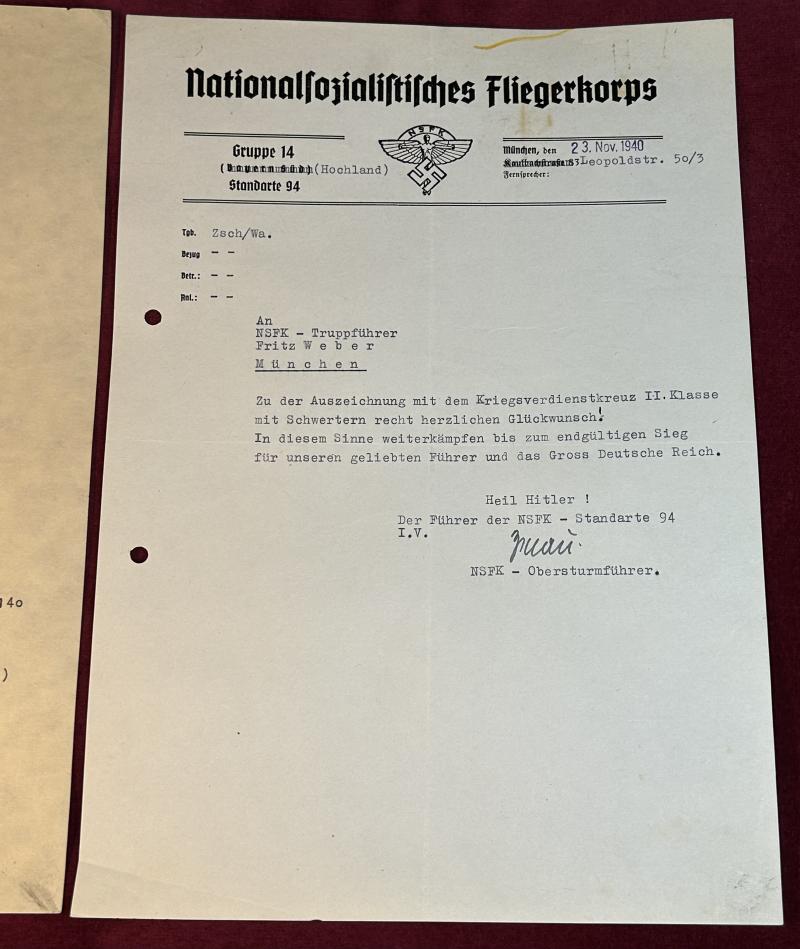 Nationalsozialistisches Fliegerkorps
NSFK
Gruppe 14
(Hochland)
Standarte 94
München, den 23. Nov. 1940
Leopoldstr. 50/3
Fernsprecher:
Tgb. Zsch/Wa.
Bezug — —
Betr.: — —
Anl.: — —
An
NSFK - Truppführer
Fritz W e b e r
M ü n c h e n
Zu der Auszeichnung mit dem Kriegsverdienstkreuz II.Klasse
mit Schwertern recht herzlichen Glückwunsch!
In diesem Sinne weiterkämpfen bis zum endgültigen Sieg
für unseren geliebten Führer und das Gross Deutsche Reich.
Heil Hitler !
Der Führer der NSFK - Standarte 94
I.V.
NSFK - Obersturmführer.
40
)